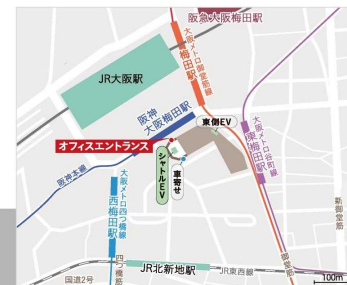 阪急大阪梅田駅
大阪メトロ御堂筋線
梅田駅
JR大阪駅
阪神
大阪梅田駅
東側EV
大阪メトロ谷町線
東梅田駅
オフィスエントランス
シャトルEV
車寄せ
阪神本線
大阪メトロ四つ橋線
西梅田駅
新御堂筋
四つ橋筋
JR北新地駅
JR東西線
御堂筋
国道2号
100m